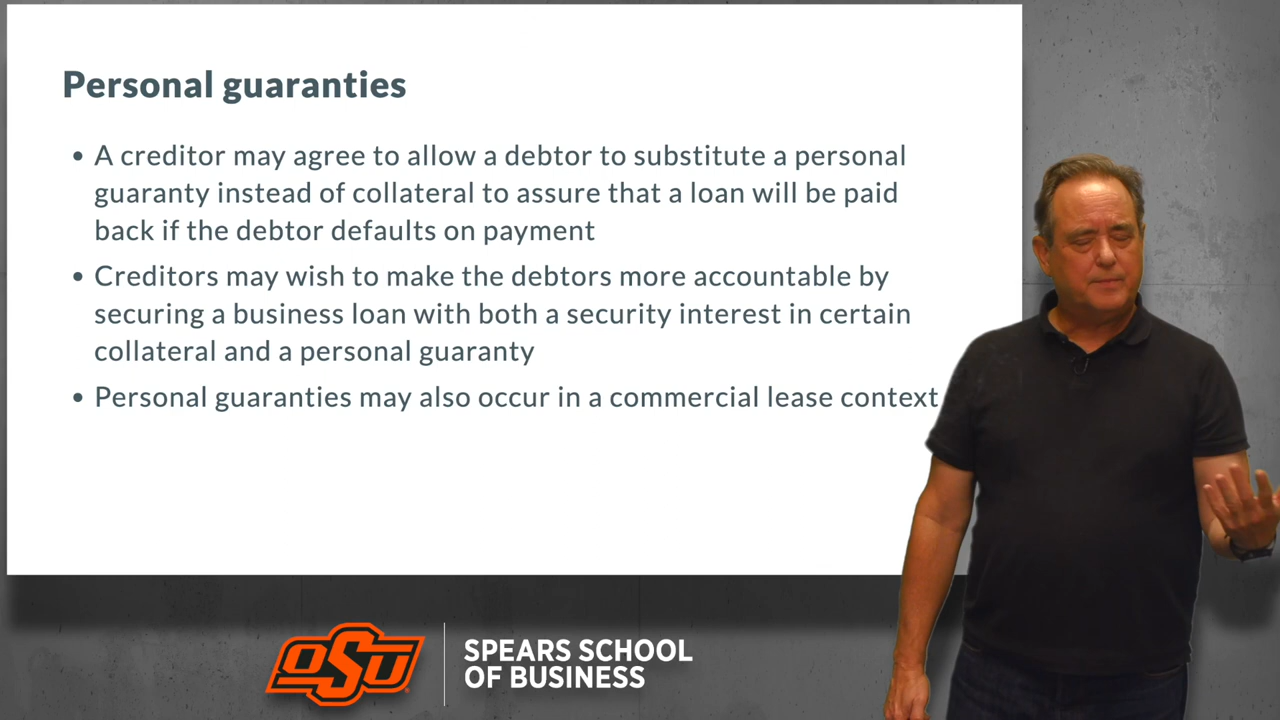 Personal guaranties
• A creditor may agree to allow a debtor to substitute a personal
guaranty instead of collateral to assure that a loan will be paid
back if the debtor defaults on payment
• Creditors may wish to make the debtors more accountable by
securing a business loan with both a security interest in certain
collateral and a personal guaranty
• Personal guaranties may also occur in a commercial lease context
OSU
SPEARS SCHOOL
OF BUSINESS